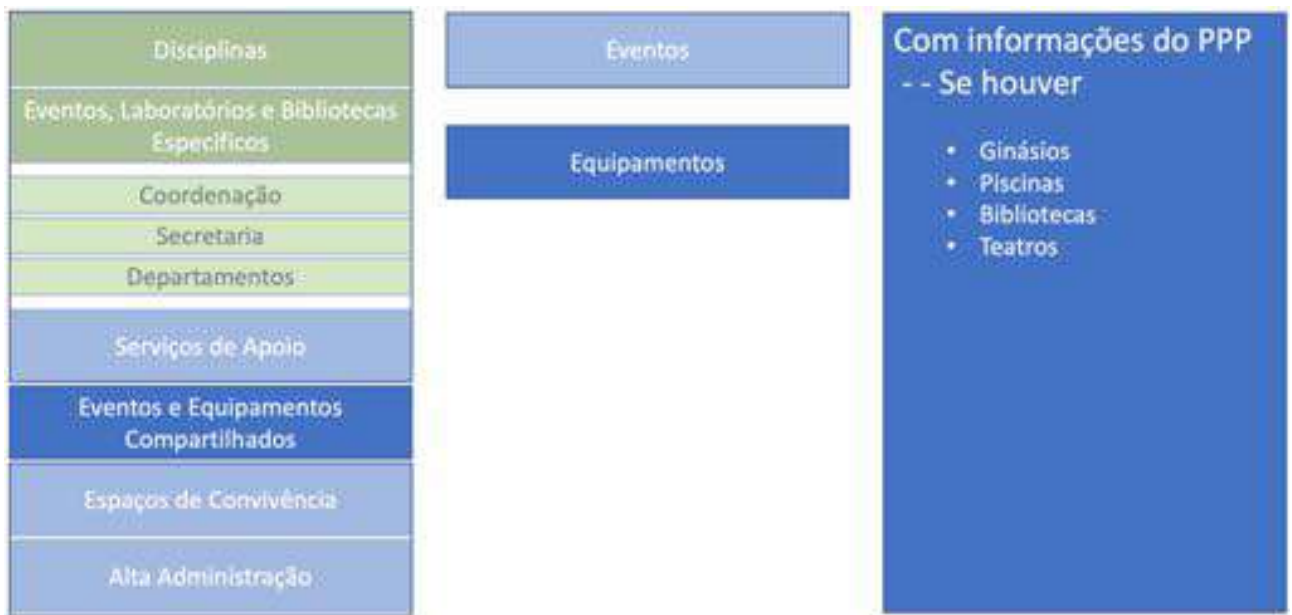 Disciplinas
Eventos, Laboratórios e Bibliotecas
Específicos
Coordenação
Secretaria
Departamentos
Serviços de Apoio
Eventos e Equipamentos
Compartilhados
Espaços de Convivência
Alta Administração
Eventos
Equipamentos
Com informações do PPP
- - Se houver
• Ginásios
• Piscinas
• Bibliotecas
• Teatros